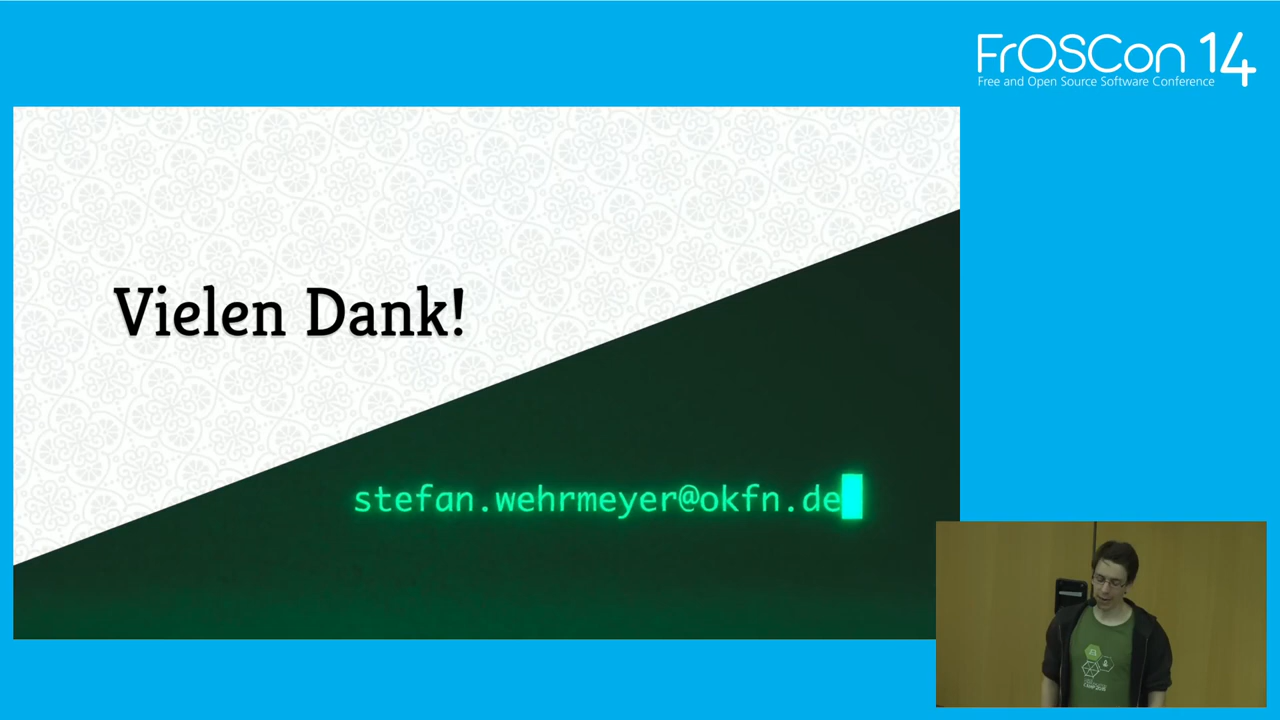 FrOSCon 14
Free and Open Source Software Conference
Vielen Dank!
stefan.wehrmeyer@okfn.de